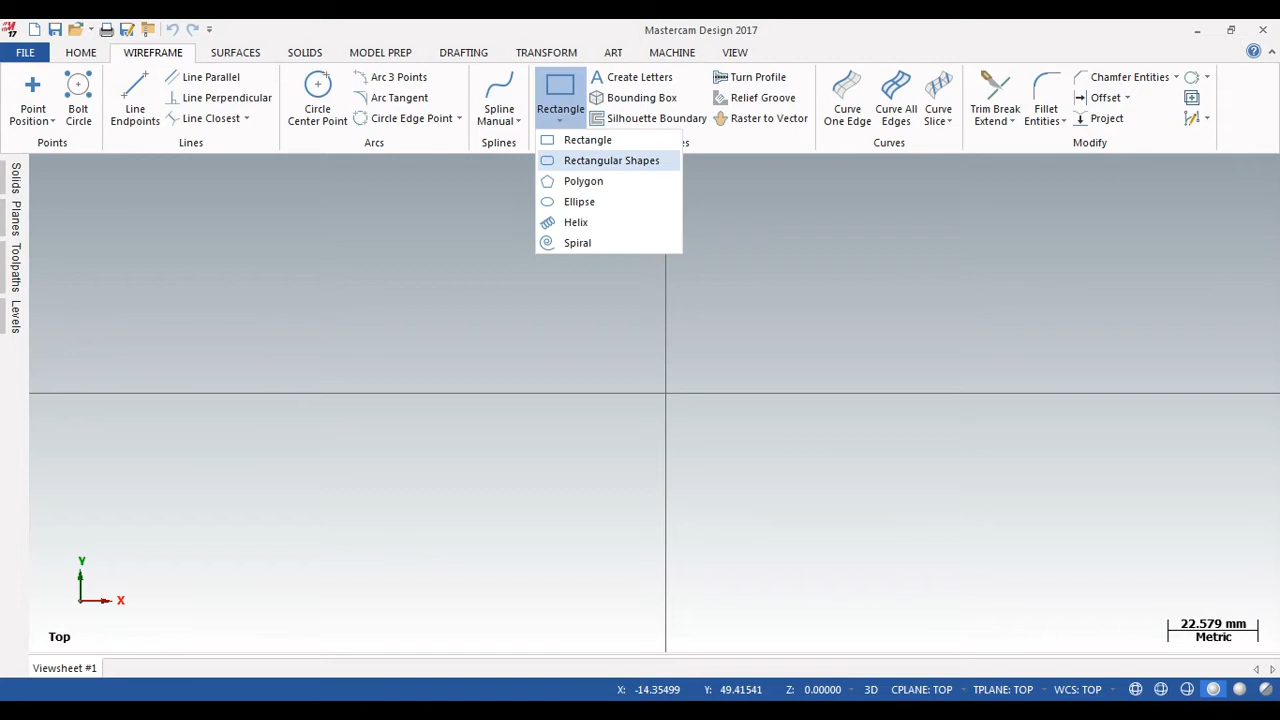 17
Mastercam Design 2017
FILE HOME WIREFRAME SURFACES SOLIDS MODEL PREP DRAFTING TRANSFORM ART MACHINE VIEW
Point Position
Bolt Circle
Points
Line Endpoints
Line Parallel
Line Perpendicular
Line Closest
Lines
Circle Center Point
Arc 3 Points
Arc Tangent
Circle Edge Point
Arcs
Spline Manual
Splines
Rectangle
Create Letters
Bounding Box
Silhouette Boundary
Turn Profile
Relief Groove
Raster to Vector
es
Curve One Edge
Curve All Edges
Curve Slice
Curves
Trim Break Extend
Fillet Entities
Chamfer Entities
Offset
Project
Modify
Rectangle
Rectangular Shapes
Polygon
Ellipse
Helix
Spiral
Solids
Planes
Toolpaths
Levels
Y
X
Top
22.579 mm
Metric
Viewsheet #1
X: -14.35499 Y: 49.41541 Z: 0.00000 3D CPLANE: TOP TPLANE: TOP WCS: TOP